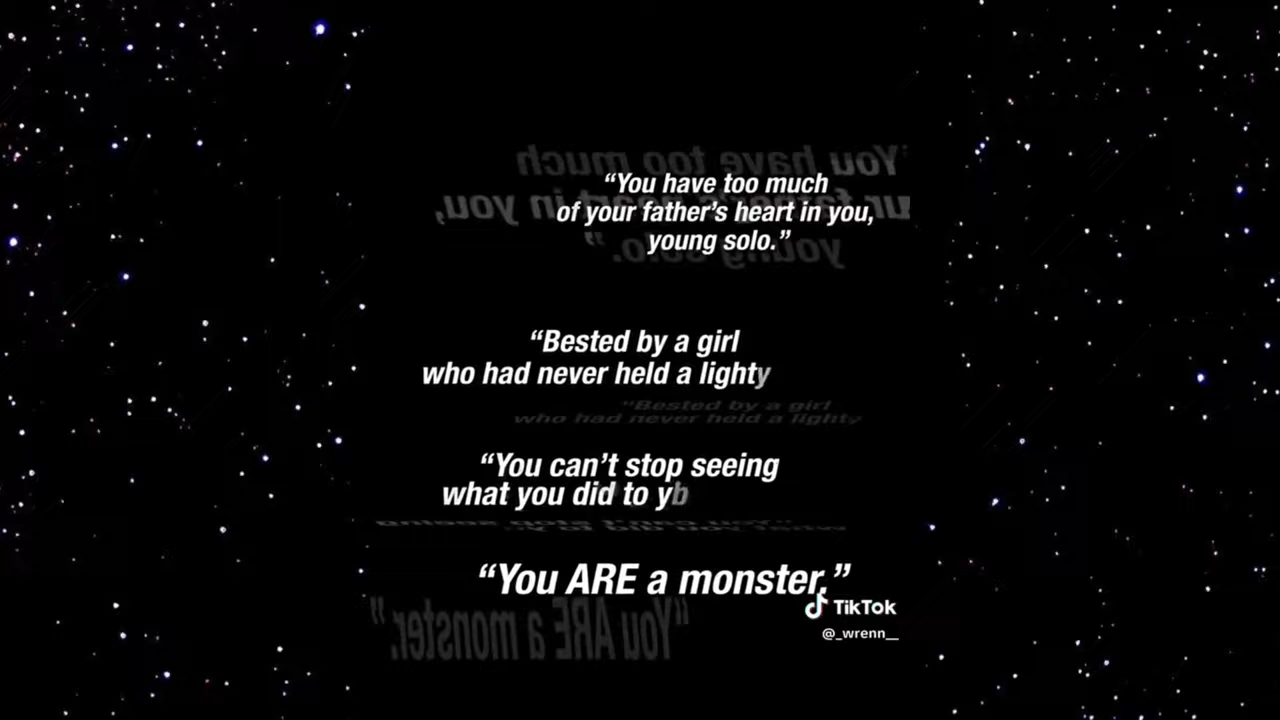 “You have too much
of your father’s heart in you,
young solo.”
“Bested by a girl
who had never held a lighty
“You can’t stop seeing
what you did to yb
“You ARE a monster.”
TikTok
@_wrenn__